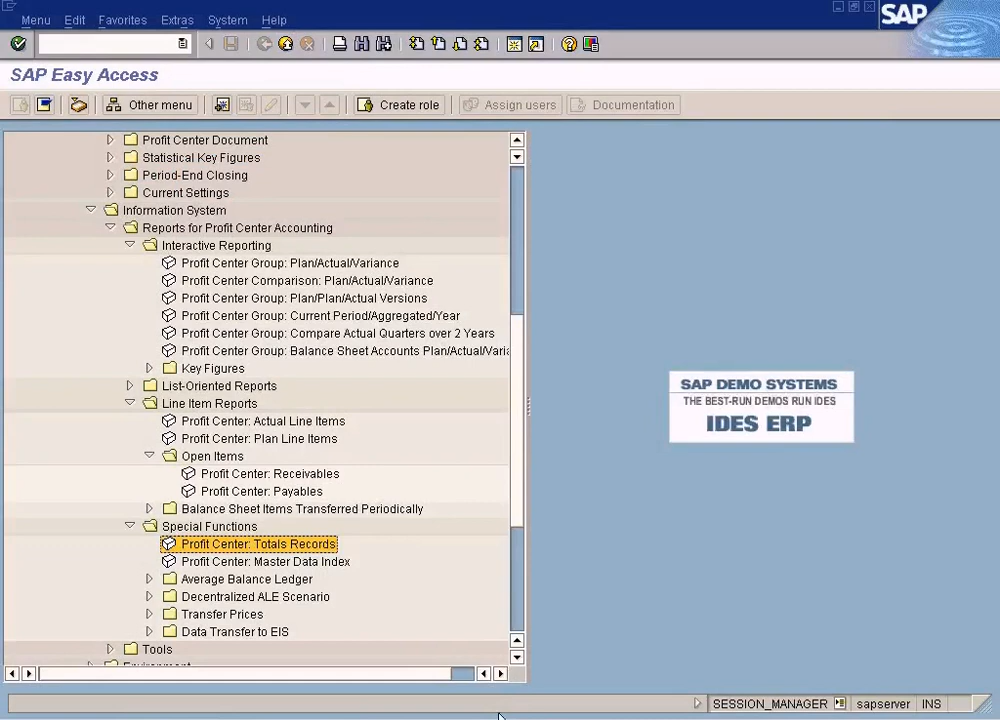 Menu Edit Favorites Extras System Help
SAP
SAP Easy Access
Other menu Create role Assign users Documentation
Profit Center Document
Statistical Key Figures
Period-End Closing
Current Settings
Information System
Reports for Profit Center Accounting
Interactive Reporting
Profit Center Group: Plan/Actual/Variance
Profit Center Comparison: Plan/Actual/Variance
Profit Center Group: Plan/Plan/Actual Versions
Profit Center Group: Current Period/Aggregated/Year
Profit Center Group: Compare Actual Quarters over 2 Years
Profit Center Group: Balance Sheet Accounts Plan/Actual/Varia
Key Figures
List-Oriented Reports
Line Item Reports
Profit Center: Actual Line Items
Profit Center: Plan Line Items
Open Items
Profit Center: Receivables
Profit Center: Payables
Balance Sheet Items Transferred Periodically
Special Functions
Profit Center: Totals Records
Profit Center: Master Data Index
Average Balance Ledger
Decentralized ALE Scenario
Transfer Prices
Data Transfer to EIS
Tools
Environment
SAP DEMO SYSTEMS
THE BEST-RUN DEMOS RUN IDES
IDES ERP
SESSION_MANAGER sapserver INS